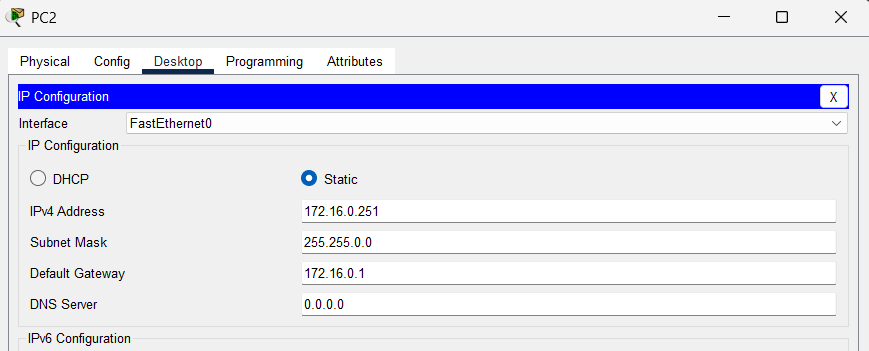 PC2
Physical Config Desktop Programming Attributes
IP Configuration X
Interface FastEthernet0
IP Configuration
DHCP Static
IPv4 Address 172.16.0.251
Subnet Mask 255.255.0.0
Default Gateway 172.16.0.1
DNS Server 0.0.0.0
IPv6 Configuration